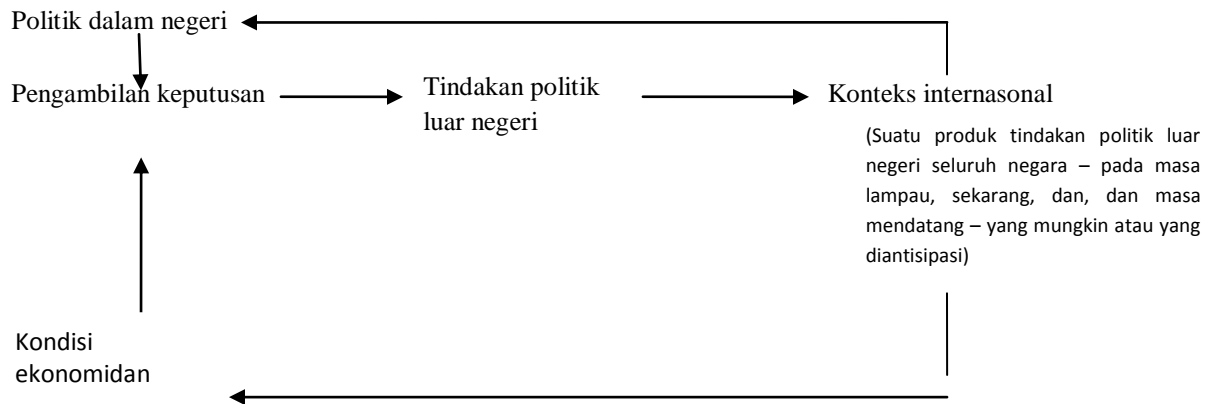 Politik dalam negeri
Pengambilan keputusan
Tindakan politik
luar negeri
Konteks internasonal
(Suatu produk tindakan politik luar
negeri seluruh negara – pada masa
lampau, sekarang, dan, dan masa
mendatang – yang mungkin atau yang
diantisipasi)
Kondisi
ekonomidan